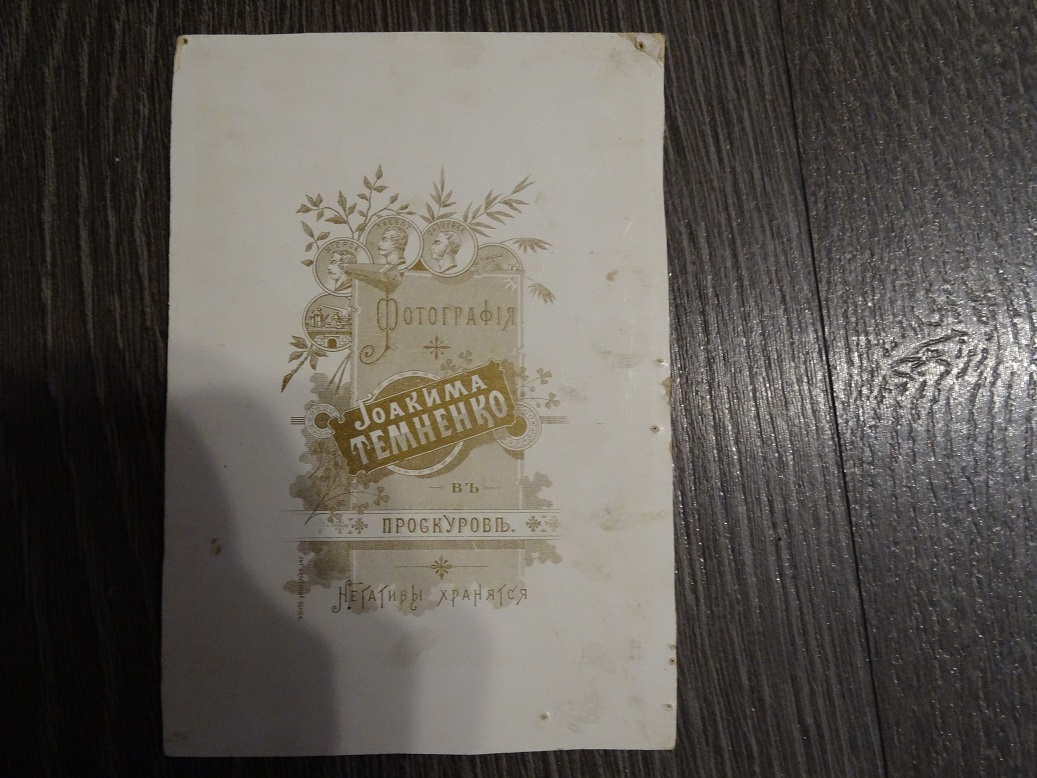 Фотографія
Іоакима
Темненко
въ
Проскуровѣ.
Негативы хранятся